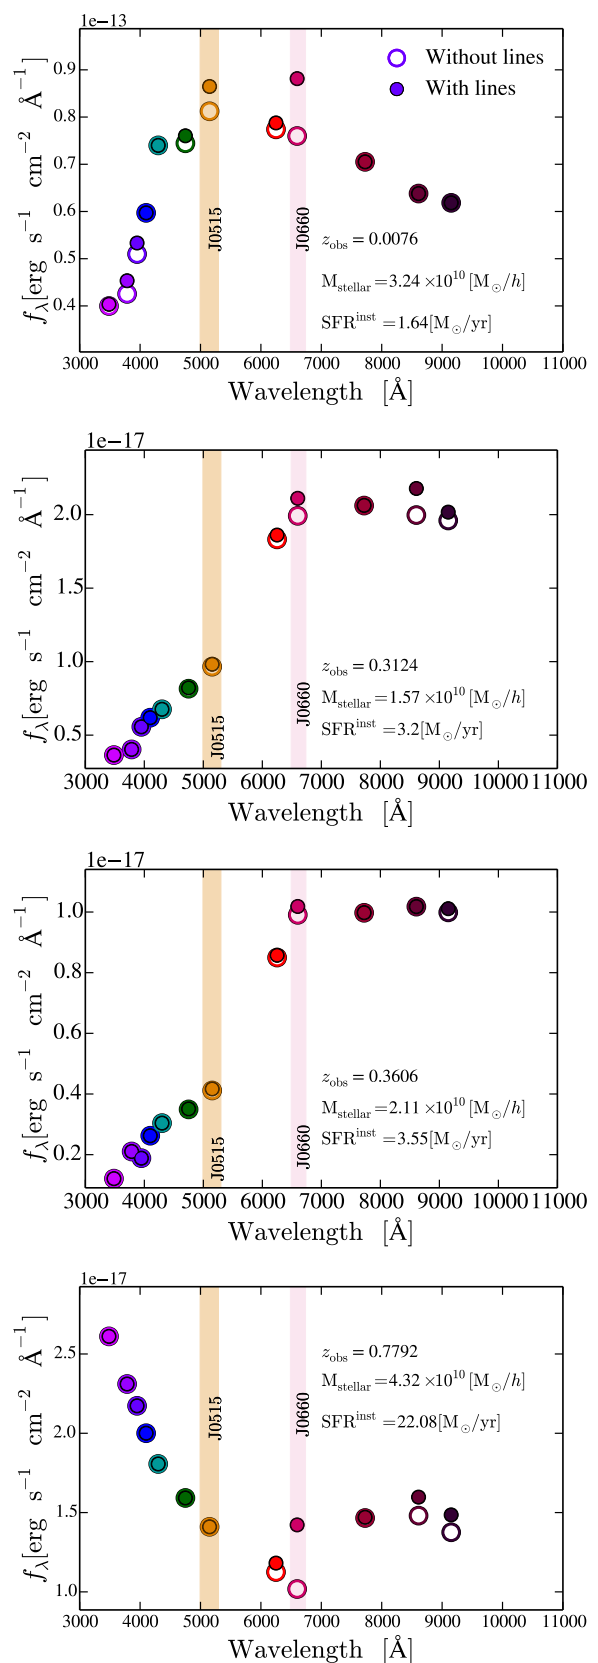 1e−13
0.9
0.8
0.7
0.6
0.5
0.4
f_λ[erg s⁻¹ cm⁻² Å⁻¹]
Without lines
With lines
J0515
J0660
z_obs = 0.0076
M_stellar = 3.24 ×10¹⁰ [M_⊙/h]
SFR^inst = 1.64[M_⊙/yr]
3000 4000 5000 6000 7000 8000 9000 10000 11000
Wavelength [Å]
1e−17
2.0
1.5
1.0
0.5
f_λ[erg s⁻¹ cm⁻² Å⁻¹]
J0515
J0660
z_obs = 0.3124
M_stellar = 1.57 ×10¹⁰ [M_⊙/h]
SFR^inst = 3.2[M_⊙/yr]
3000 4000 5000 6000 7000 8000 9000 10000 11000
Wavelength [Å]
1e−17
1.0
0.8
0.6
0.4
0.2
f_λ[erg s⁻¹ cm⁻² Å⁻¹]
J0515
J0660
z_obs = 0.3606
M_stellar = 2.11 ×10¹⁰ [M_⊙/h]
SFR^inst = 3.55[M_⊙/yr]
3000 4000 5000 6000 7000 8000 9000 10000 11000
Wavelength [Å]
1e−17
2.5
2.0
1.5
1.0
f_λ[erg s⁻¹ cm⁻² Å⁻¹]
J0515
J0660
z_obs = 0.7792
M_stellar = 4.32 ×10¹⁰ [M_⊙/h]
SFR^inst = 22.08[M_⊙/yr]
3000 4000 5000 6000 7000 8000 9000 10000 11000
Wavelength [Å]